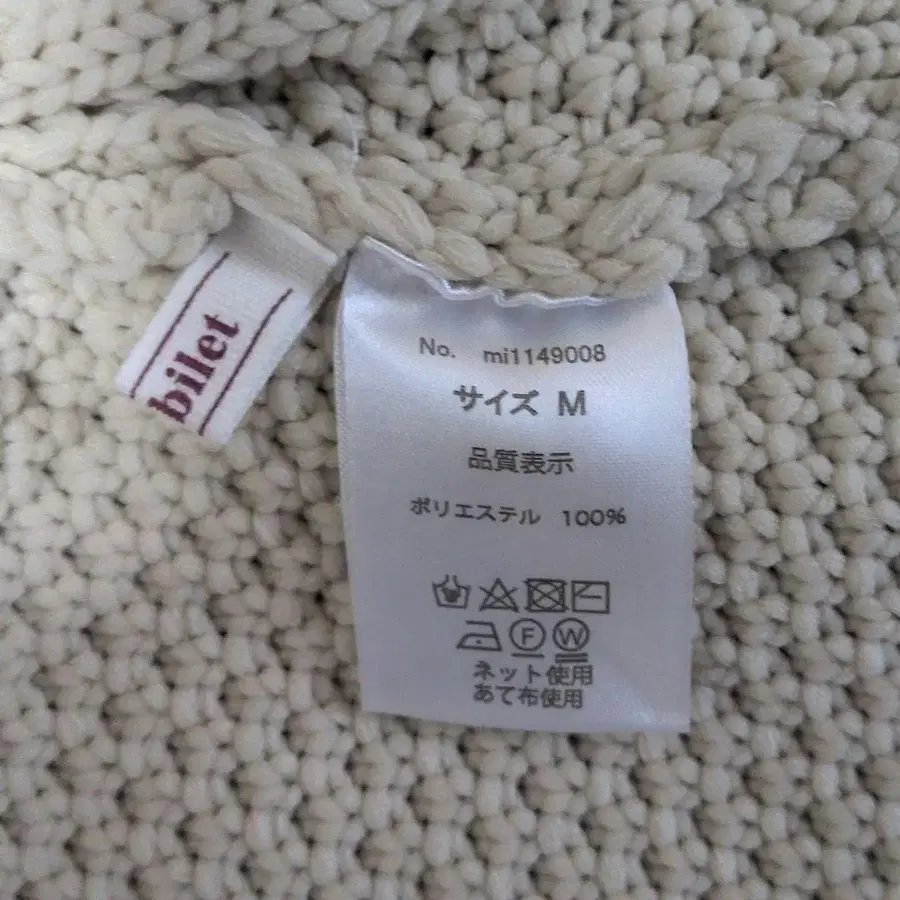 bilet
No. mi1149008
サイズ M
品質表示
ポリエステル 100%
F W
ネット使用
あて布使用